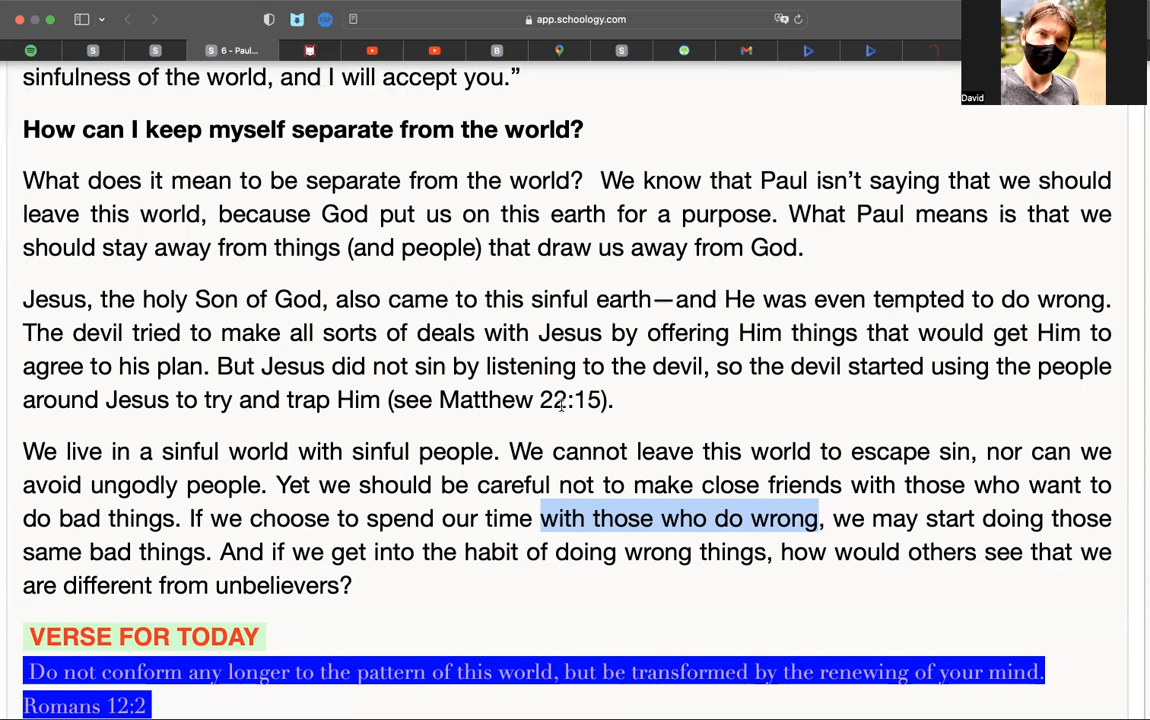 app.schoology.com
6 - Paul...
David
sinfulness of the world, and I will accept you.”
How can I keep myself separate from the world?
What does it mean to be separate from the world?  We know that Paul isn’t saying that we should
leave this world, because God put us on this earth for a purpose. What Paul means is that we
should stay away from things (and people) that draw us away from God.
Jesus, the holy Son of God, also came to this sinful earth—and He was even tempted to do wrong.
The devil tried to make all sorts of deals with Jesus by offering Him things that would get Him to
agree to his plan. But Jesus did not sin by listening to the devil, so the devil started using the people
around Jesus to try and trap Him (see Matthew 22:15).
We live in a sinful world with sinful people. We cannot leave this world to escape sin, nor can we
avoid ungodly people. Yet we should be careful not to make close friends with those who want to
do bad things. If we choose to spend our time with those who do wrong, we may start doing those
same bad things. And if we get into the habit of doing wrong things, how would others see that we
are different from unbelievers?
VERSE FOR TODAY
Do not conform any longer to the pattern of this world, but be transformed by the renewing of your mind.
Romans 12:2